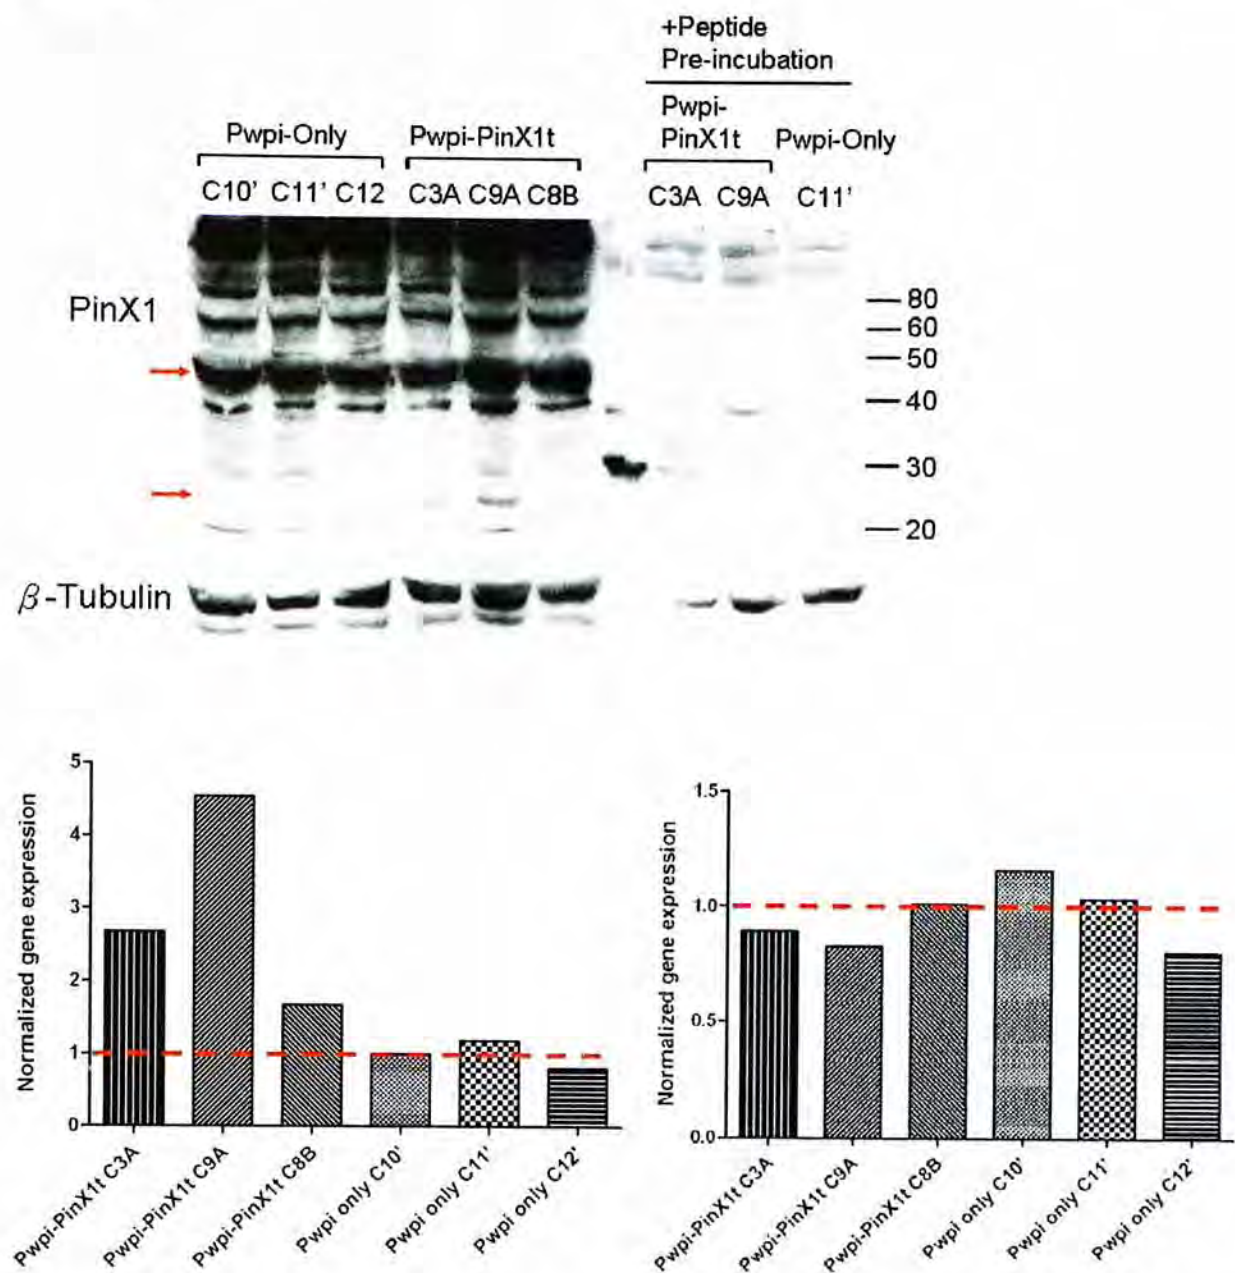 +Peptide
Pre-incubation
Pwpi-Only
Pwpi-PinX1t
Pwpi-
PinX1t
Pwpi-Only
C10' C11' C12
C3A C9A C8B
C3A C9A
C11'
PinX1
80
60
50
40
30
20
β-Tubulin
Normalized gene expression
5
4
3
2
1
0
Pwpi-PinX1t C3A
Pwpi-PinX1t C9A
Pwpi-PinX1t C8B
Pwpi only C10'
Pwpi only C11'
Pwpi only C12'
Normalized gene expression
1.5
1.0
0.5
0.0
Pwpi-PinX1t C3A
Pwpi-PinX1t C9A
Pwpi-PinX1t C8B
Pwpi only C10'
Pwpi only C11'
Pwpi only C12'